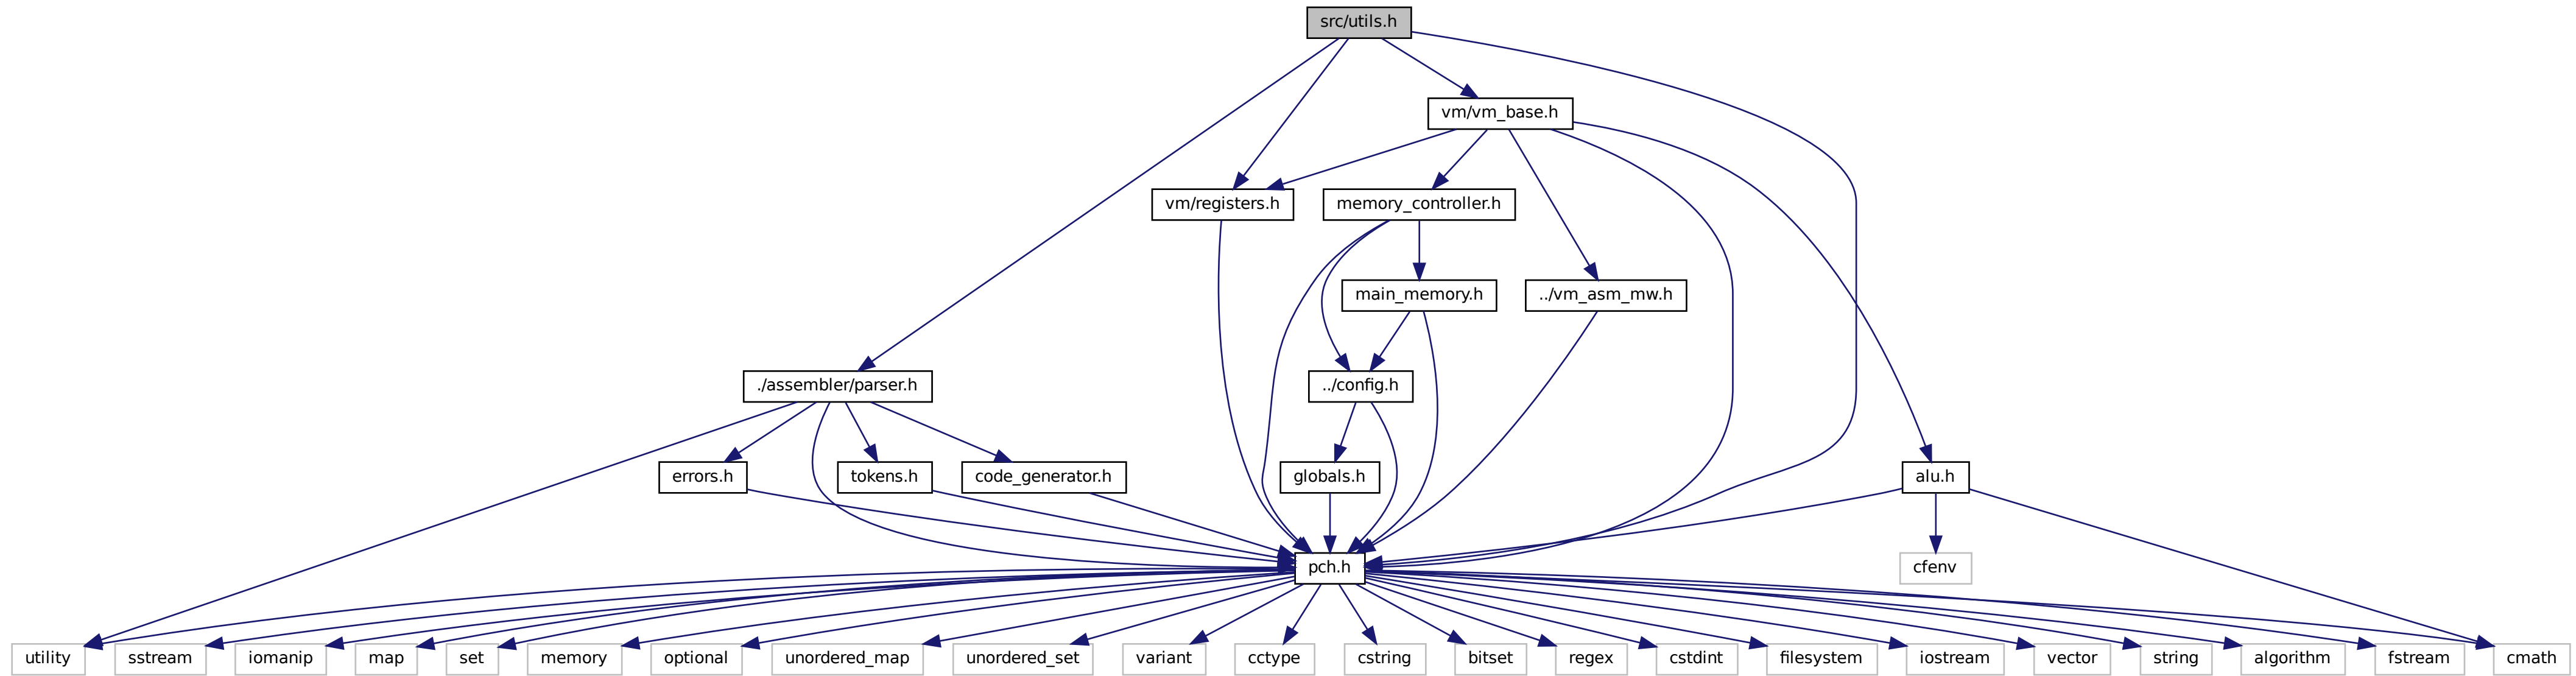 src/utils.h
vm/vm_base.h
vm/registers.h
memory_controller.h
main_memory.h
../vm_asm_mw.h
./assembler/parser.h
../config.h
errors.h
tokens.h
code_generator.h
globals.h
alu.h
pch.h
cfenv
utility
sstream
iomanip
map
set
memory
optional
unordered_map
unordered_set
variant
cctype
cstring
bitset
regex
cstdint
filesystem
iostream
vector
string
algorithm
fstream
cmath